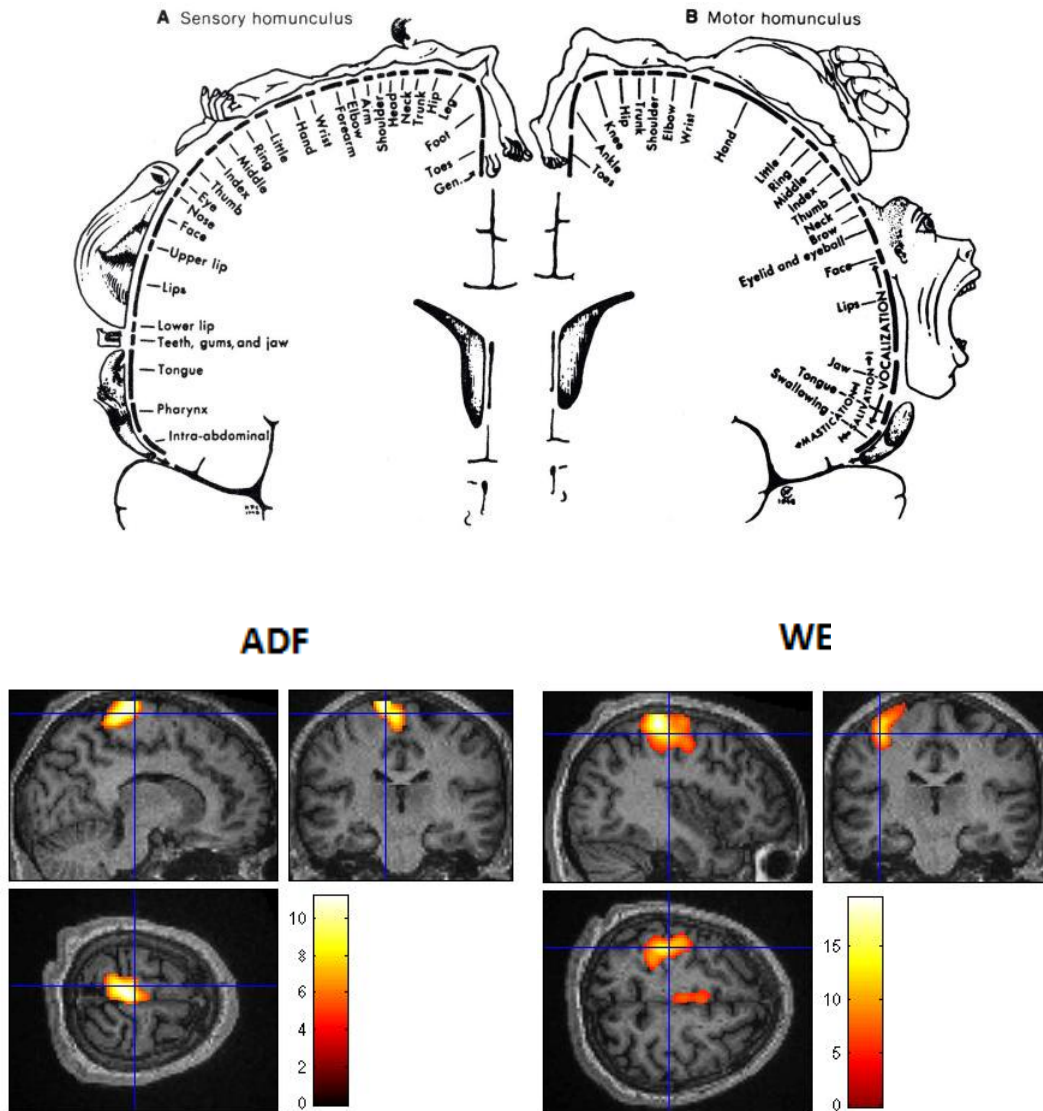 A Sensory homunculus
B Motor homunculus
Leg
Hip
Trunk
Neck
Head
Shoulder
Arm
Elbow
Forearm
Wrist
Hand
Little
Ring
Middle
Index
Thumb
Eye
Nose
Face
Upper lip
Lips
Lower lip
Teeth, gums, and jaw
Tongue
Pharynx
Intra-abdominal
Foot
Toes
Gen.
Toes
Ankle
Knee
Hip
Trunk
Shoulder
Elbow
Wrist
Hand
Little
Ring
Middle
Index
Thumb
Neck
Brow
Eyelid and eyeball
Face
Lips
VOCALIZATION
Jaw
Tongue
Swallowing
SALIVATION
MASTICATION
ADF
WE
10
8
6
4
2
0
15
10
5
0